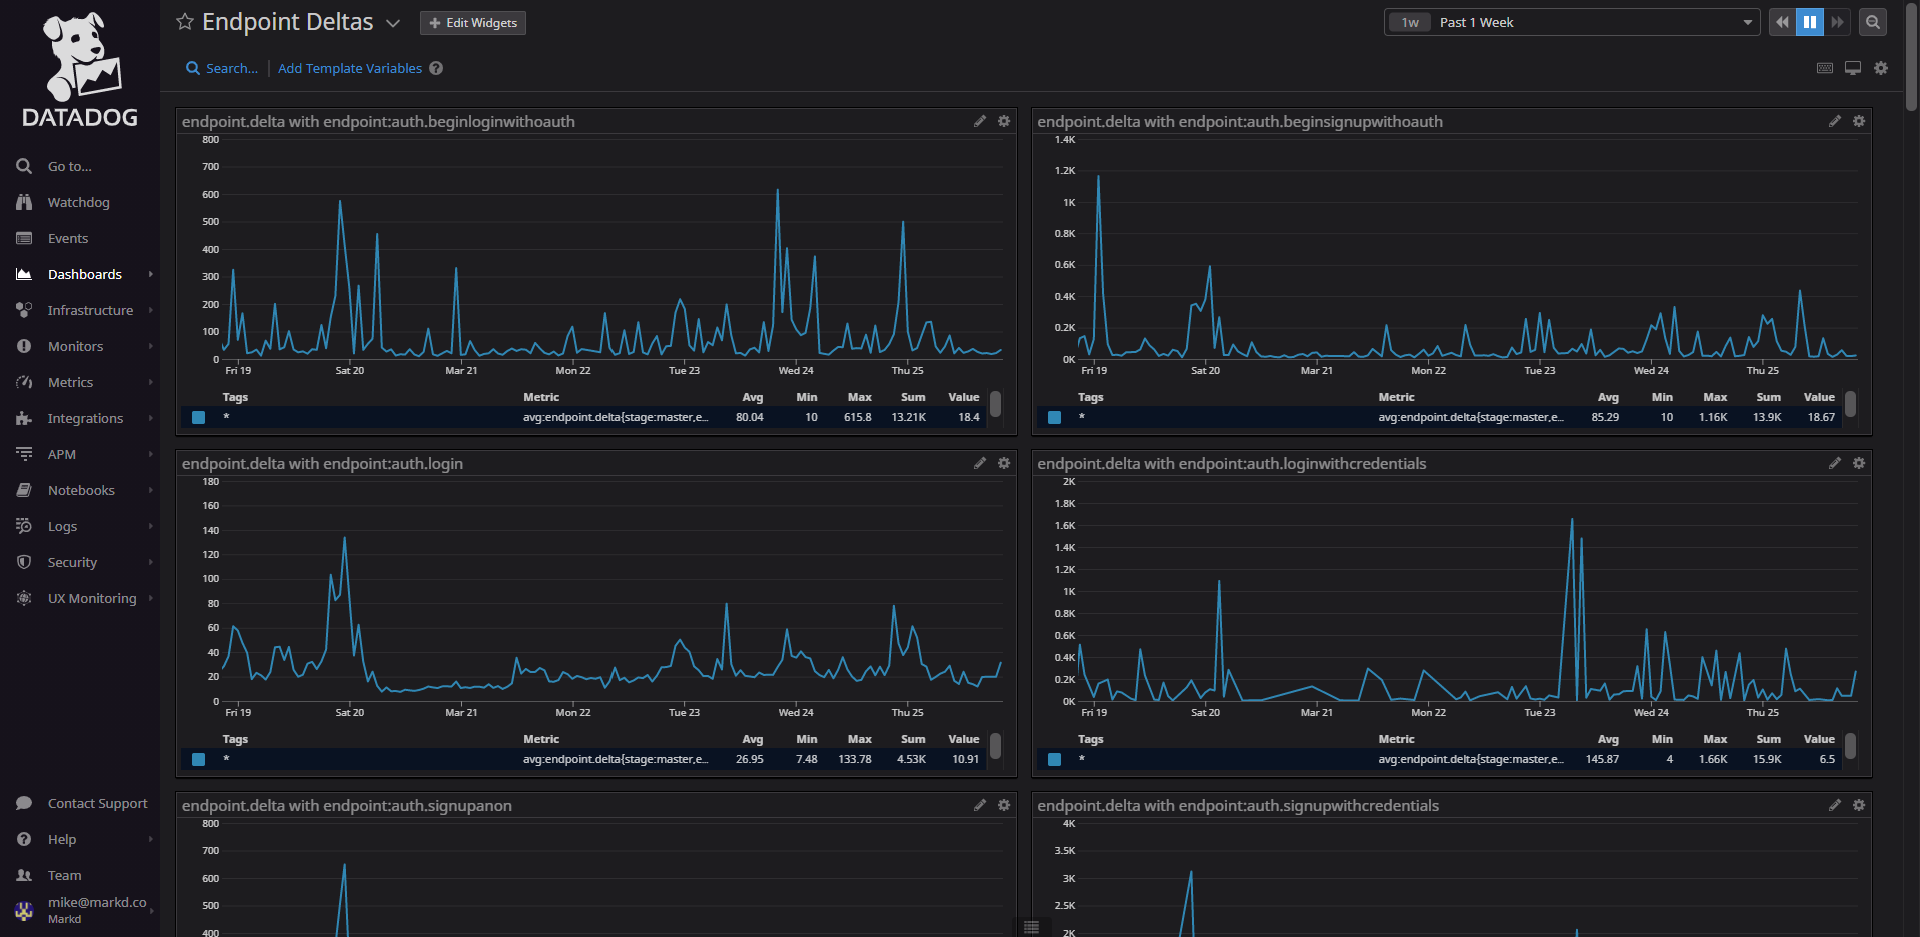 DATADOG
Go to...
Watchdog
Events
Dashboards
Infrastructure
Monitors
Metrics
Integrations
APM
Notebooks
Logs
Security
UX Monitoring
Contact Support
Help
Team
mike@markd.co
Markd
Endpoint Deltas
Edit Widgets
1w Past 1 Week
Search... Add Template Variables ?
endpoint.delta with endpoint:auth.beginloginwithoauth
800
700
600
500
400
300
200
100
0
Fri 19 Sat 20 Mar 21 Mon 22 Tue 23 Wed 24 Thu 25
Tags Metric Avg Min Max Sum Value
* avg:endpoint.delta{stage:master,e... 80.04 10 615.8 13.21K 18.4
endpoint.delta with endpoint:auth.beginsignupwithoauth
1.4K
1.2K
1K
0.8K
0.6K
0.4K
0.2K
0K
Fri 19 Sat 20 Mar 21 Mon 22 Tue 23 Wed 24 Thu 25
Tags Metric Avg Min Max Sum Value
* avg:endpoint.delta{stage:master,e... 85.29 10 1.16K 13.9K 18.67
endpoint.delta with endpoint:auth.login
180
160
140
120
100
80
60
40
20
0
Fri 19 Sat 20 Mar 21 Mon 22 Tue 23 Wed 24 Thu 25
Tags Metric Avg Min Max Sum Value
* avg:endpoint.delta{stage:master,e... 26.95 7.48 133.78 4.53K 10.91
endpoint.delta with endpoint:auth.loginwithcredentials
2K
1.8K
1.6K
1.4K
1.2K
1K
0.8K
0.6K
0.4K
0.2K
0K
Fri 19 Sat 20 Mar 21 Mon 22 Tue 23 Wed 24 Thu 25
Tags Metric Avg Min Max Sum Value
* avg:endpoint.delta{stage:master,e... 145.87 4 1.66K 15.9K 6.5
endpoint.delta with endpoint:auth.signupanon
800
700
600
500
400
endpoint.delta with endpoint:auth.signupwithcredentials
4K
3.5K
3K
2.5K
2K